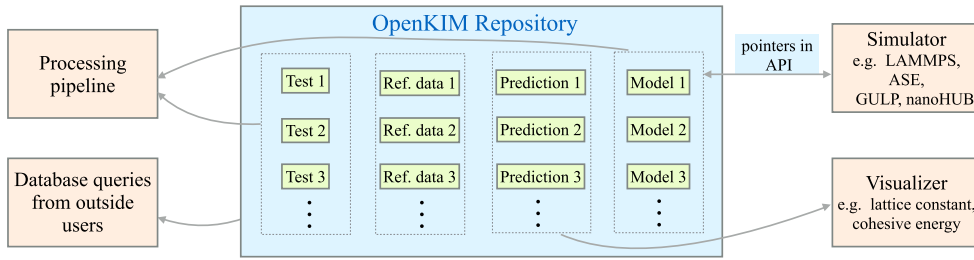 OpenKIM Repository
Processing
pipeline
Database queries
from outside
users
Test 1
Test 2
Test 3
Ref. data 1
Ref. data 2
Ref. data 3
Prediction 1
Prediction 2
Prediction 3
Model 1
Model 2
Model 3
pointers in
API
Simulator
e.g. LAMMPS,
ASE,
GULP, nanoHUB
Visualizer
e.g. lattice constant,
cohesive energy